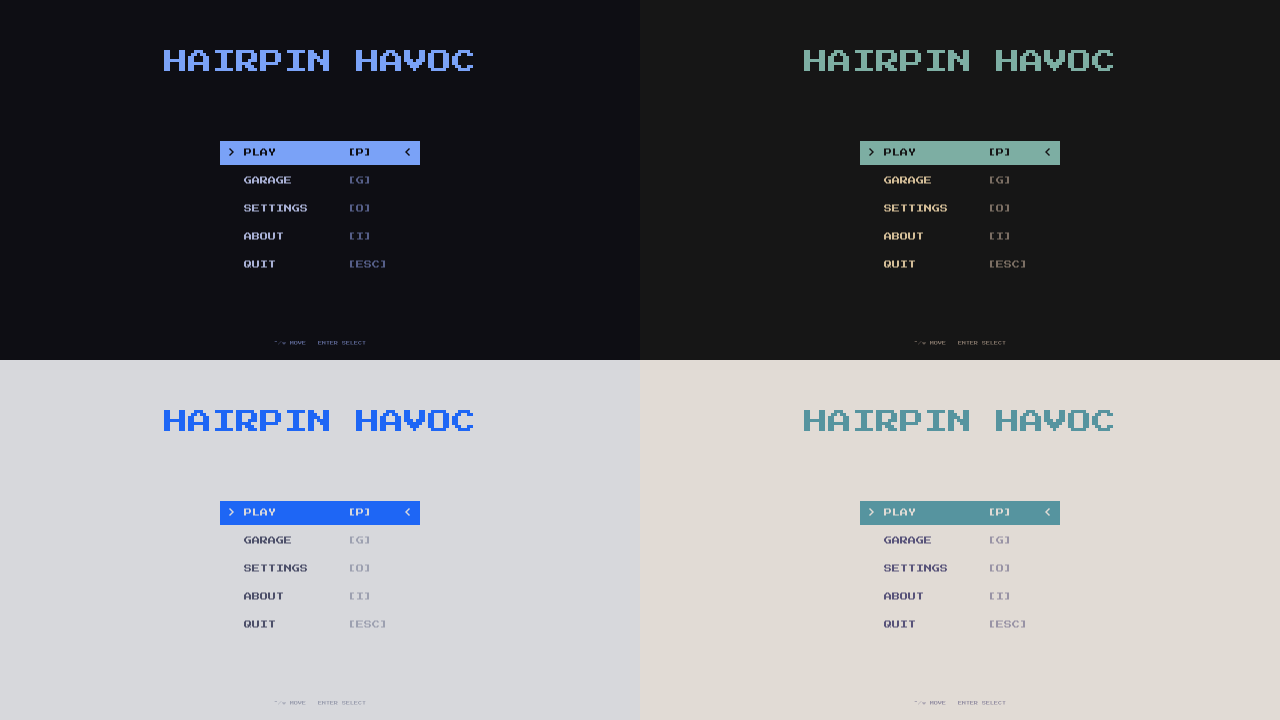 HAIRPIN HAVOC
> PLAY [P] <
GARAGE [G]
SETTINGS [O]
ABOUT [I]
QUIT [ESC]
MOVE ENTER SELECT
HAIRPIN HAVOC
> PLAY [P] <
GARAGE [G]
SETTINGS [O]
ABOUT [I]
QUIT [ESC]
MOVE ENTER SELECT
HAIRPIN HAVOC
> PLAY [P] <
GARAGE [G]
SETTINGS [O]
ABOUT [I]
QUIT [ESC]
MOVE ENTER SELECT
HAIRPIN HAVOC
> PLAY [P] <
GARAGE [G]
SETTINGS [O]
ABOUT [I]
QUIT [ESC]
MOVE ENTER SELECT